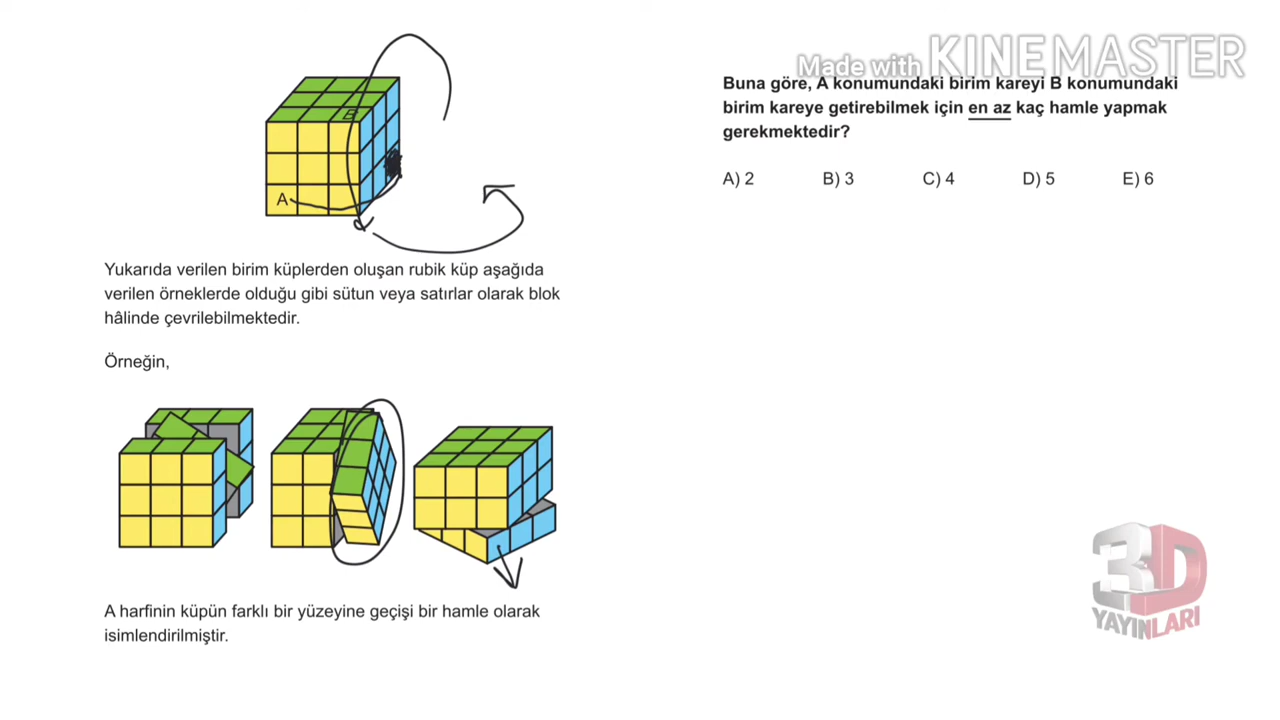 Made with KINEMASTER
B
A
Yukarıda verilen birim küplerden oluşan rubik küp aşağıda
verilen örneklerde olduğu gibi sütun veya satırlar olarak blok
hâlinde çevrilebilmektedir.
Örneğin,
A harfinin küpün farklı bir yüzeyine geçişi bir hamle olarak
isimlendirilmiştir.
Buna göre, A konumundaki birim kareyi B konumundaki
birim kareye getirebilmek için en az kaç hamle yapmak
gerekmektedir?
A) 2 B) 3 C) 4 D) 5 E) 6
3D
YAYINLARI